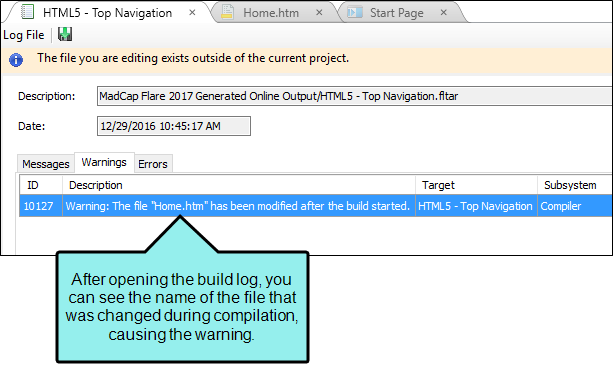 HTML5 - Top Navigation
Home.htm
Start Page
Log File
The file you are editing exists outside of the current project.
Description: MadCap Flare 2017 Generated Online Output/HTML5 - Top Navigation.fltar
Date: 12/29/2016 10:45:17 AM
Messages Warnings Errors
ID Description Target Subsystem
10127 Warning: The file "Home.htm" has been modified after the build started. HTML5 - Top Navigation Compiler
After opening the build log, you
can see the name of the file that
was changed during compilation,
causing the warning.